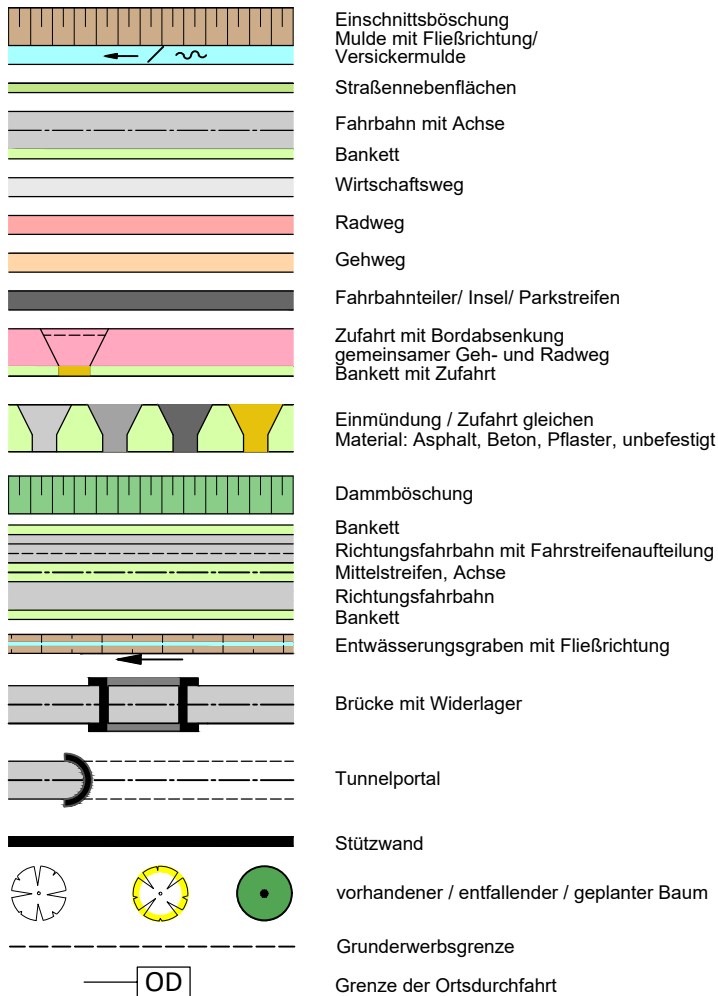 Einschnittsböschung
Mulde mit Fließrichtung/
Versickermulde
Straßennebenflächen
Fahrbahn mit Achse
Bankett
Wirtschaftsweg
Radweg
Gehweg
Fahrbahnteiler/ Insel/ Parkstreifen
Zufahrt mit Bordabsenkung
gemeinsamer Geh- und Radweg
Bankett mit Zufahrt
Einmündung / Zufahrt gleichen
Material: Asphalt, Beton, Pflaster, unbefestigt
Dammböschung
Bankett
Richtungsfahrbahn mit Fahrstreifenaufteilung
Mittelstreifen, Achse
Richtungsfahrbahn
Bankett
Entwässerungsgraben mit Fließrichtung
Brücke mit Widerlager
Tunnelportal
Stützwand
vorhandener / entfallender / geplanter Baum
Grunderwerbsgrenze
OD
Grenze der Ortsdurchfahrt